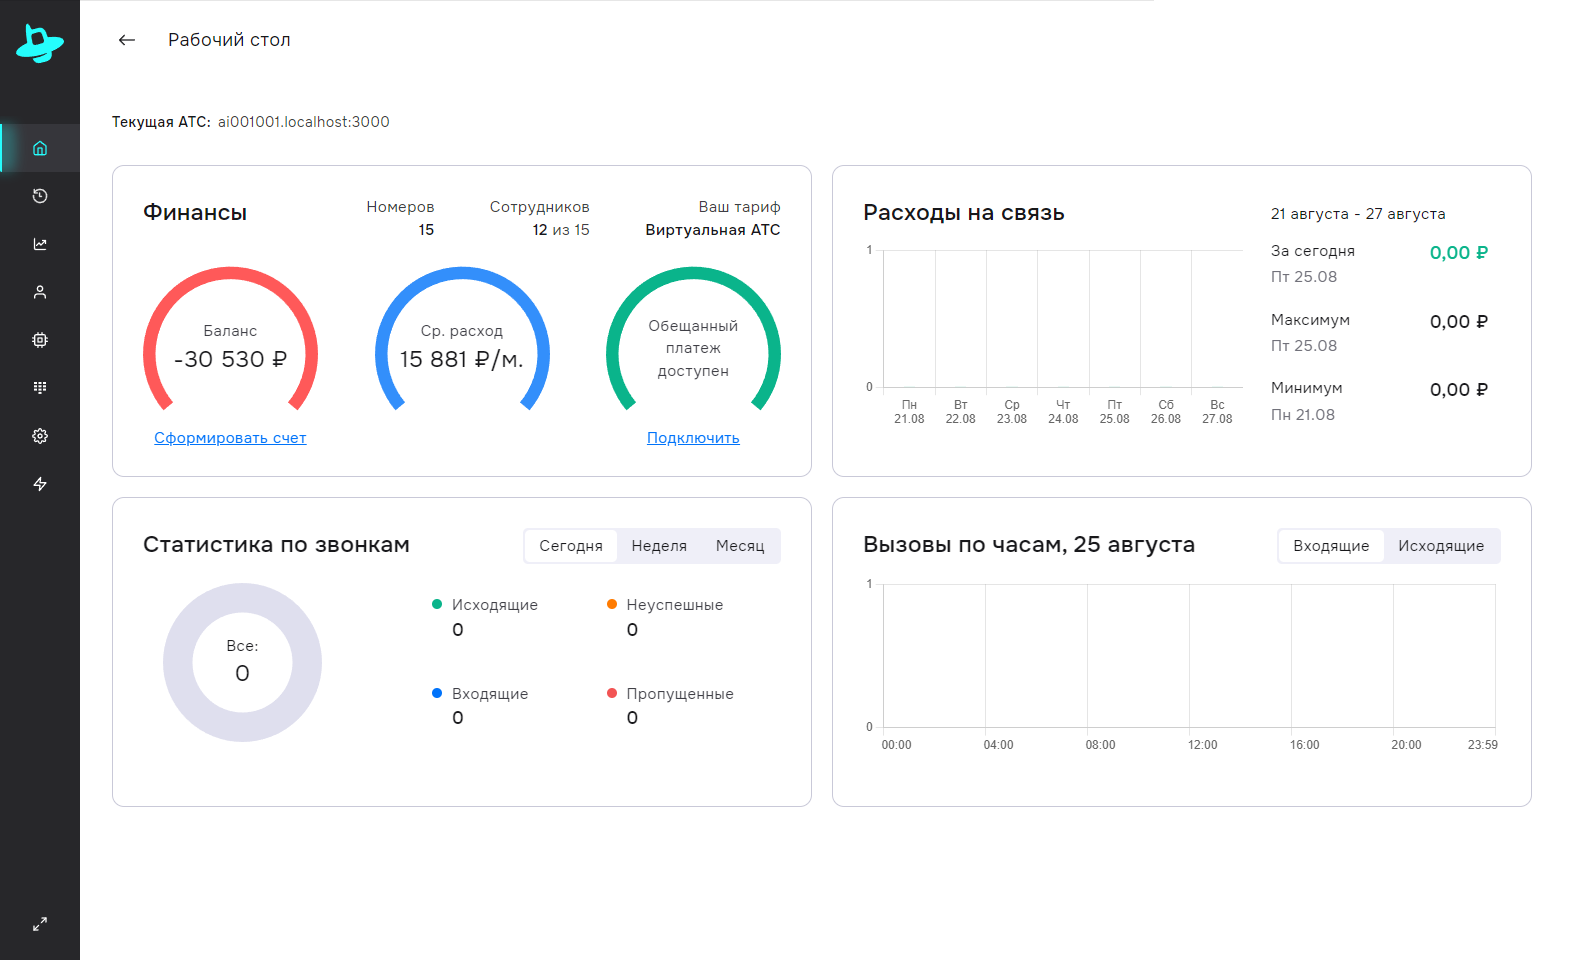 Рабочий стол
Текущая АТС: ai001001.localhost:3000
Финансы
Номеров
15
Сотрудников
12 из 15
Ваш тариф
Виртуальная АТС
Баланс
-30 530 ₽
Сформировать счет
Ср. расход
15 881 ₽/м.
Обещанный
платеж
доступен
Подключить
Расходы на связь
1
0
Пн
21.08
Вт
22.08
Ср
23.08
Чт
24.08
Пт
25.08
Сб
26.08
Вс
27.08
21 августа - 27 августа
За сегодня 0,00 ₽
Пт 25.08
Максимум 0,00 ₽
Пт 25.08
Минимум 0,00 ₽
Пн 21.08
Статистика по звонкам
Сегодня Неделя Месяц
Все:
0
Исходящие
0
Неуспешные
0
Входящие
0
Пропущенные
0
Вызовы по часам, 25 августа
Входящие Исходящие
1
0
00:00 04:00 08:00 12:00 16:00 20:00 23:59